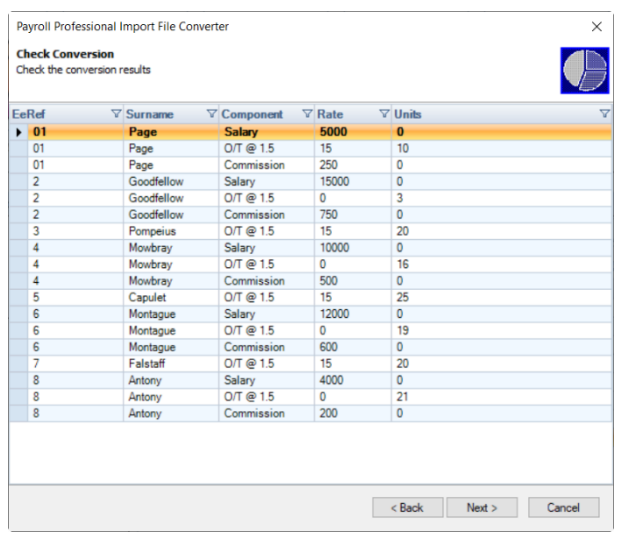 Payroll Professional Import File Converter
Check Conversion
Check the conversion results
EeRef Surname Component Rate Units
01 Page Salary 5000 0
01 Page O/T @ 1.5 15 10
01 Page Commission 250 0
2 Goodfellow Salary 15000 0
2 Goodfellow O/T @ 1.5 0 3
2 Goodfellow Commission 750 0
3 Pompeius O/T @ 1.5 15 20
4 Mowbray Salary 10000 0
4 Mowbray O/T @ 1.5 0 16
4 Mowbray Commission 500 0
5 Capulet O/T @ 1.5 15 25
6 Montague Salary 12000 0
6 Montague O/T @ 1.5 0 19
6 Montague Commission 600 0
7 Falstaff O/T @ 1.5 15 20
8 Antony Salary 4000 0
8 Antony O/T @ 1.5 0 21
8 Antony Commission 200 0
< Back Next > Cancel